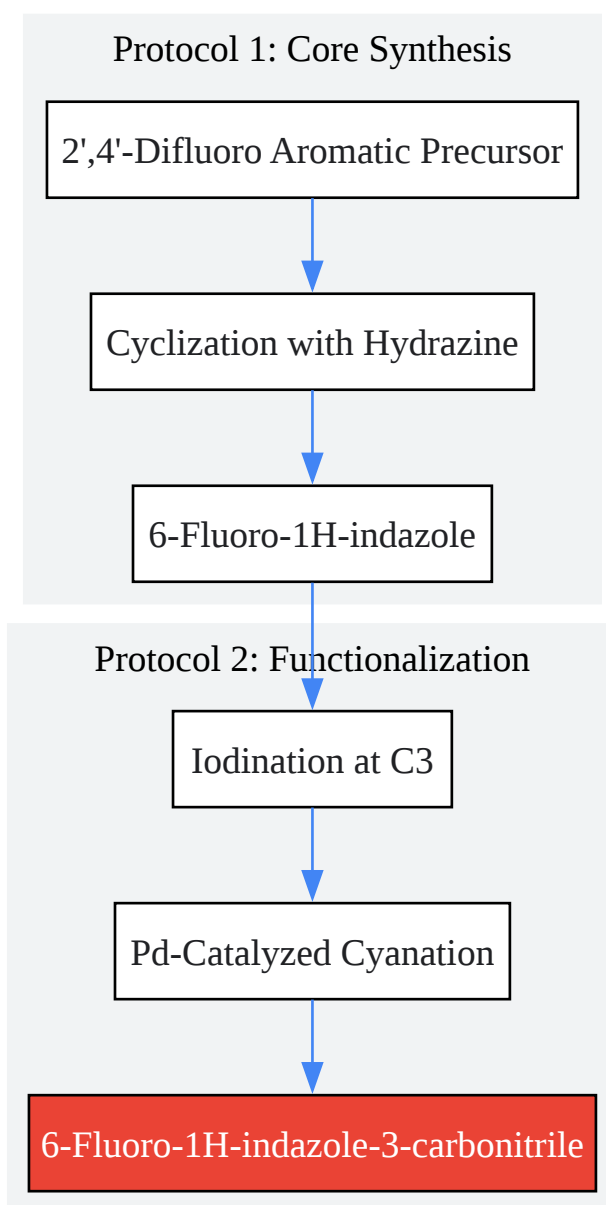 Protocol 1: Core Synthesis
2',4'-Difluoro Aromatic Precursor
Cyclization with Hydrazine
6-Fluoro-1H-indazole
Protocol 2: Functionalization
Iodination at C3
Pd-Catalyzed Cyanation
6-Fluoro-1H-indazole-3-carbonitrile